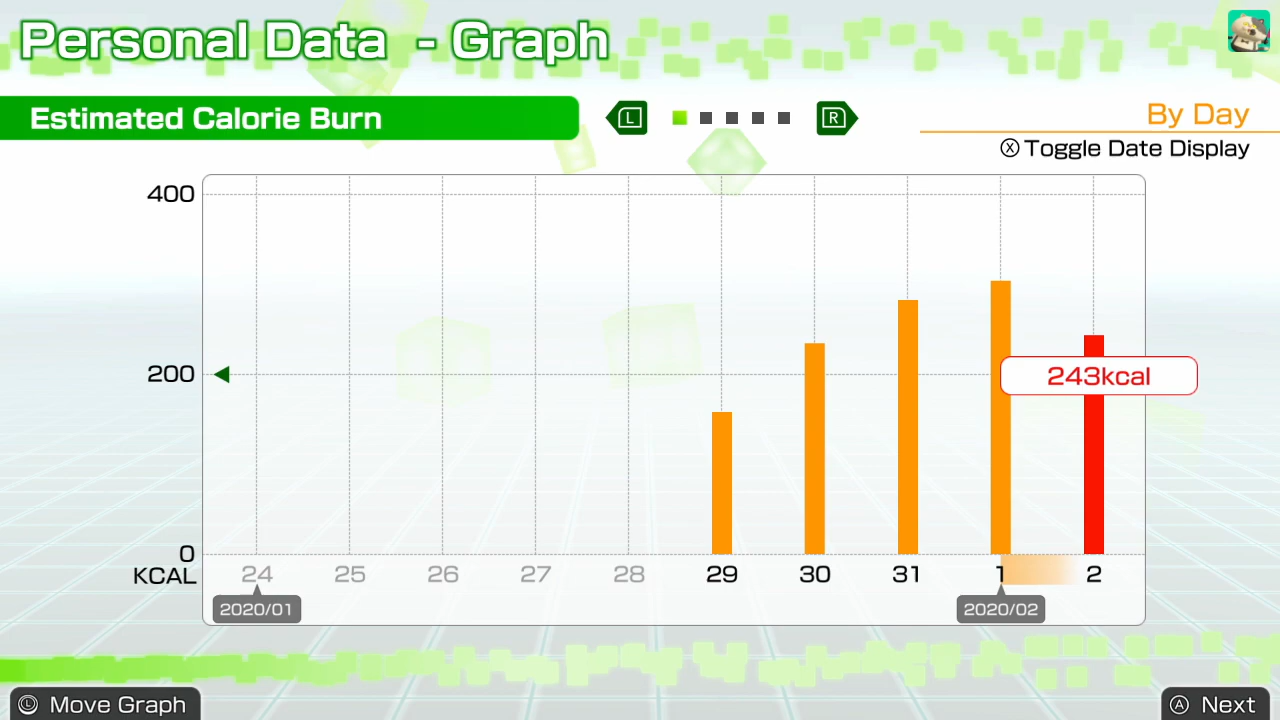 Personal Data - Graph
Estimated Calorie Burn
L
R
By Day
X Toggle Date Display
400
200
0
KCAL
24 25 26 27 28 29 30 31 1 2
243kcal
2020/01
2020/02
L Move Graph
A Next